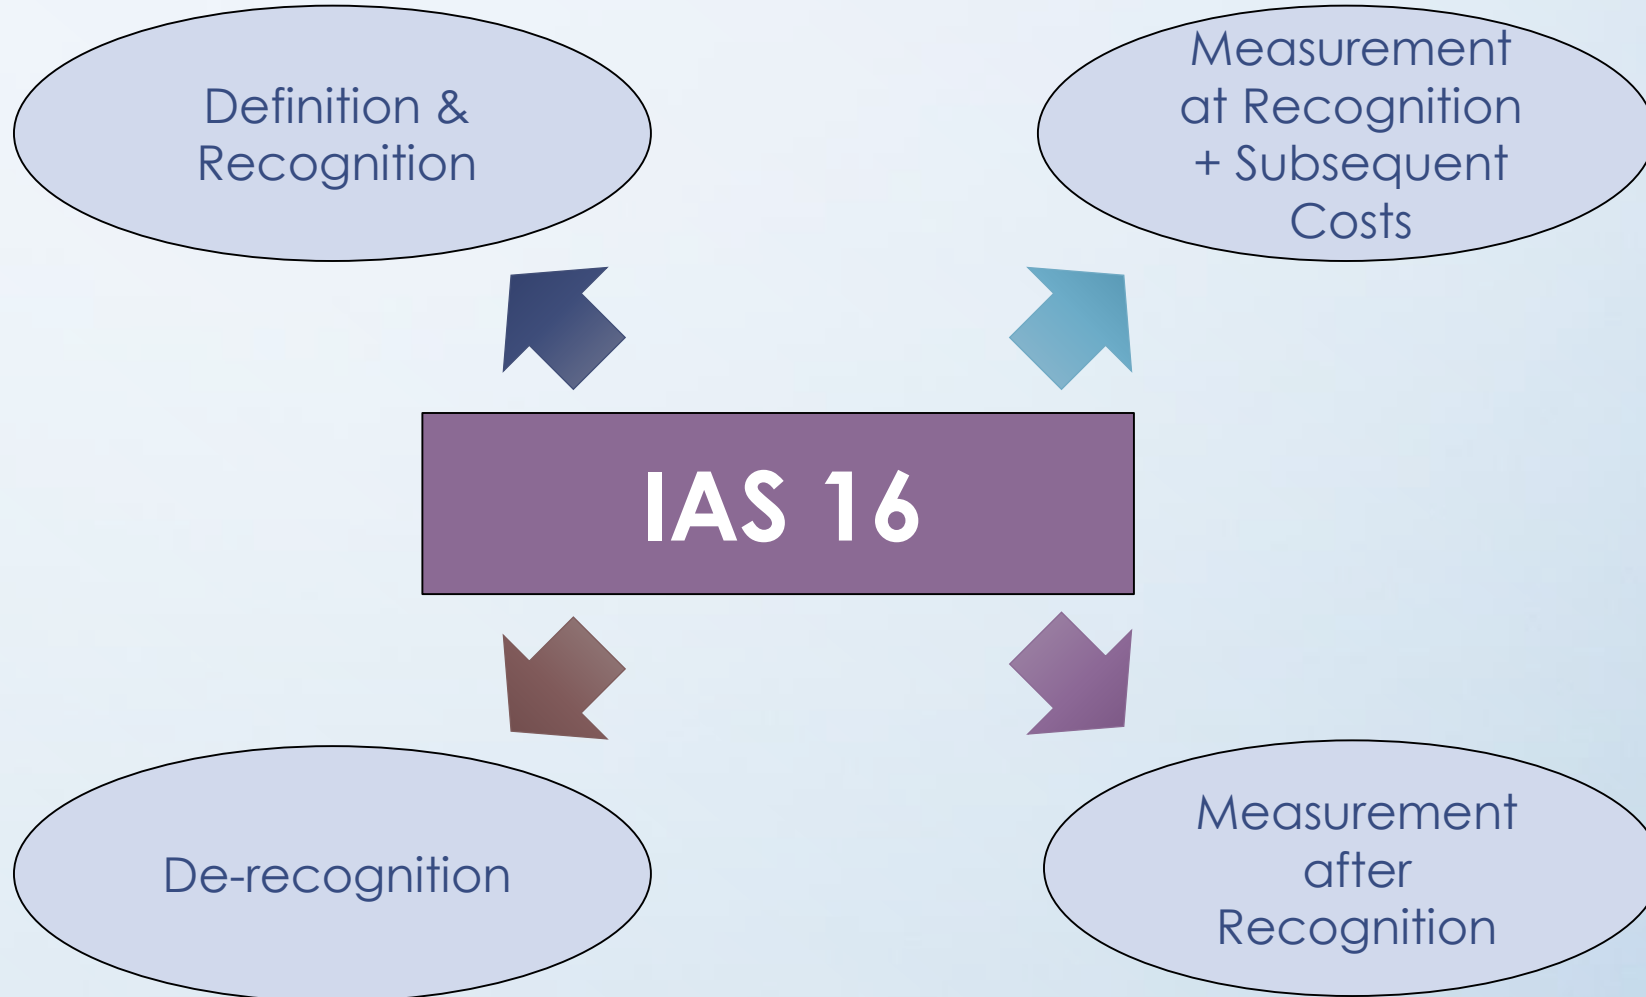 Definition &
Recognition
Measurement
at Recognition
+ Subsequent
Costs
IAS 16
De-recognition
Measurement
after
Recognition